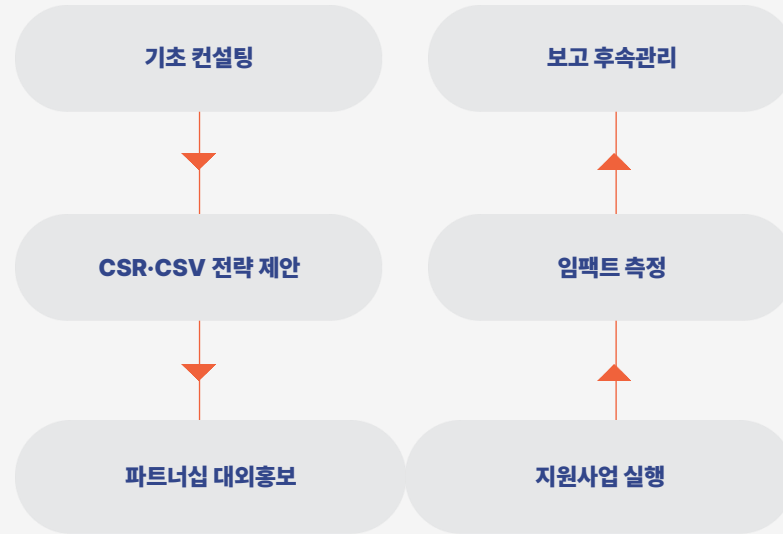 기초 컨설팅
보고 후속관리
CSR·CSV 전략 제안
임팩트 측정
파트너십 대외홍보
지원사업 실행